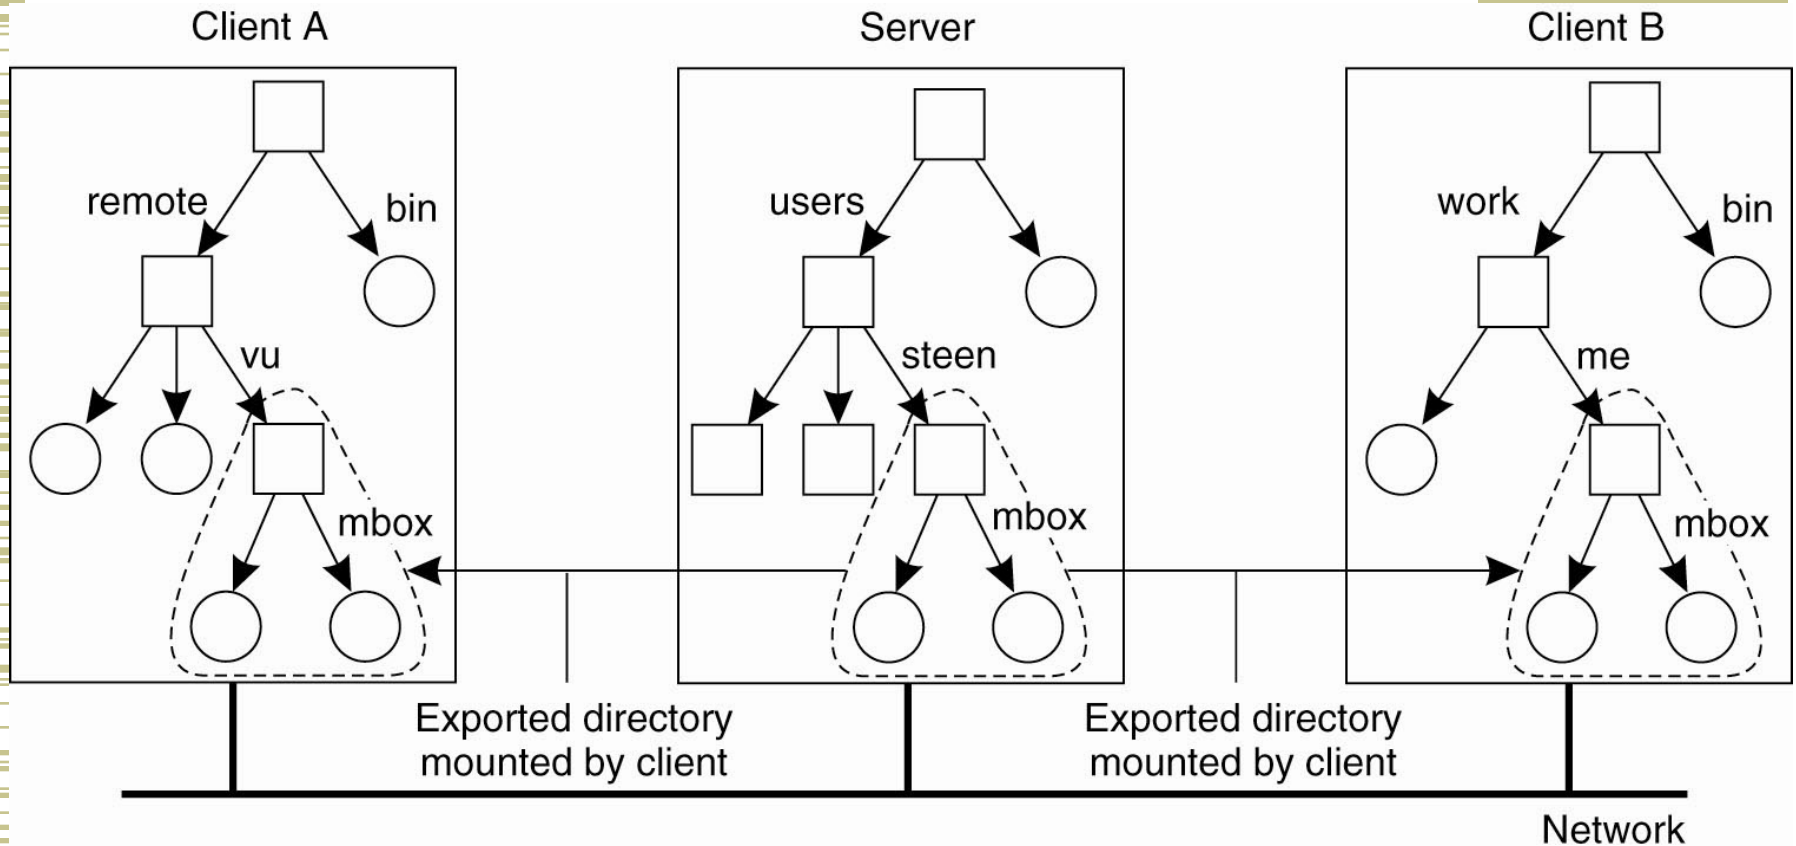 Client A
Server
Client B
remote
bin
users
work
bin
vu
steen
me
mbox
mbox
mbox
Exported directory
mounted by client
Exported directory
mounted by client
Network